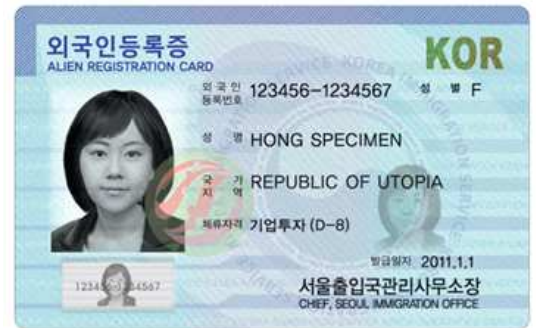 외국인등록증
KOR
ALIEN REGISTRATION CARD
외국인
등록번호 123456-1234567 성 별 F
성 명 HONG SPECIMEN
국 가
지 역 REPUBLIC OF UTOPIA
체류자격 기업투자 (D-8)
발급일자 2011.1.1
서울출입국관리사무소장
CHIEF, SEOUL IMMIGRATION OFFICE